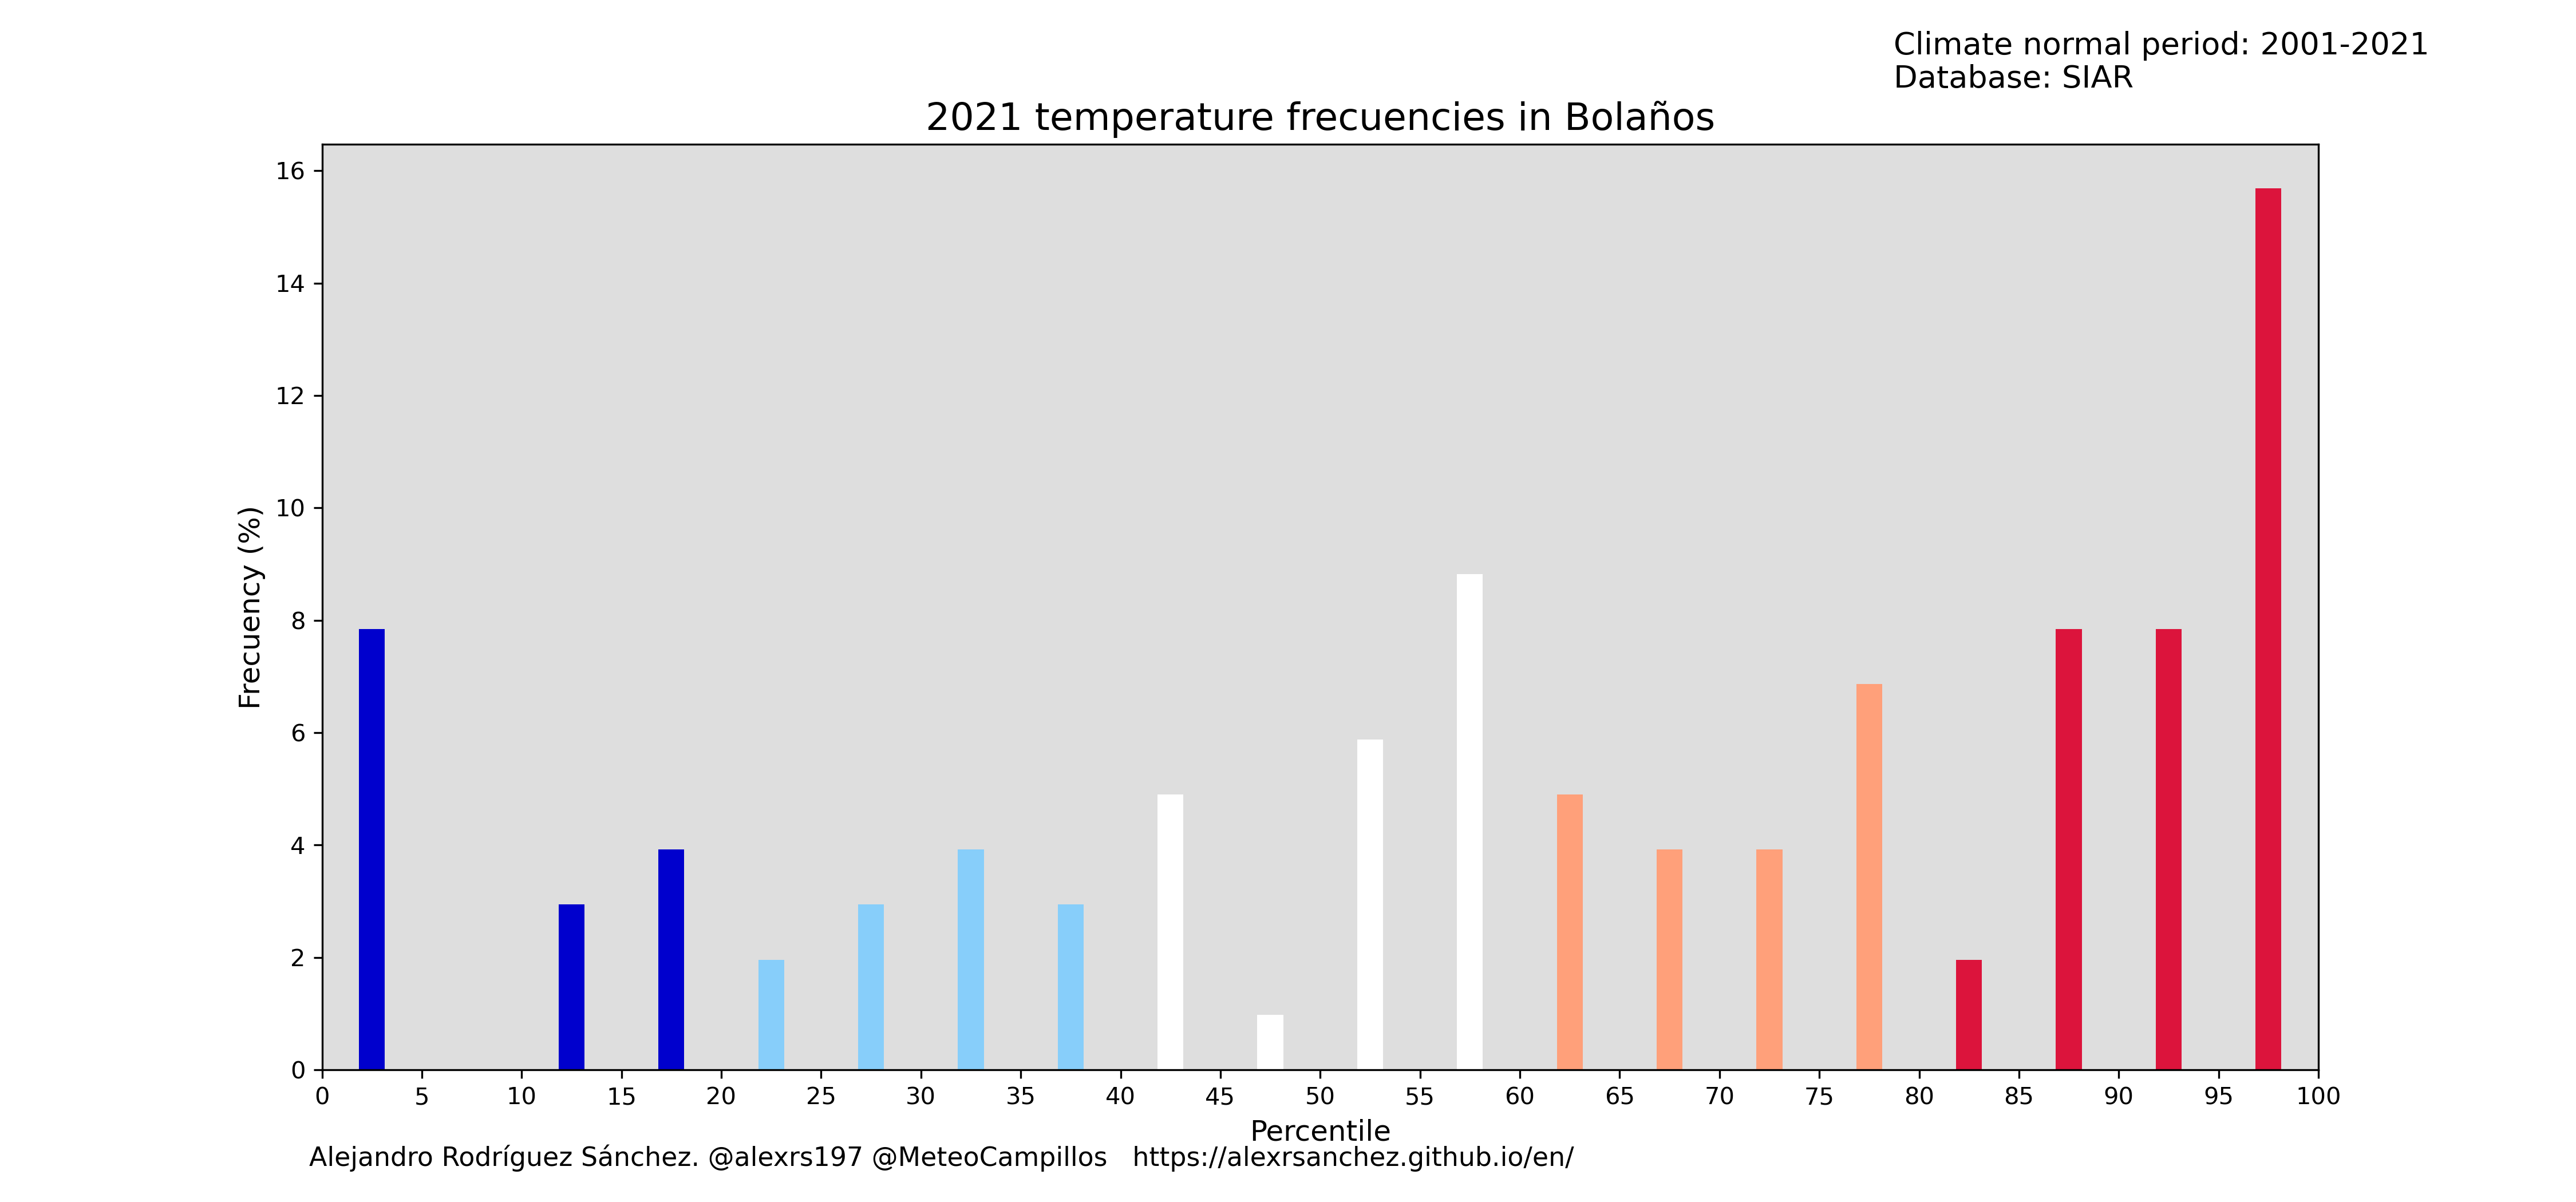 Climate normal period: 2001-2021
Database: SIAR
2021 temperature frecuencies in Bolaños
16
14
12
10
8
6
4
2
0
Frecuency (%)
0 5 10 15 20 25 30 35 40 45 50 55 60 65 70 75 80 85 90 95 100
Percentile
Alejandro Rodríguez Sánchez. @alexrs197 @MeteoCampillos https://alexrsanchez.github.io/en/